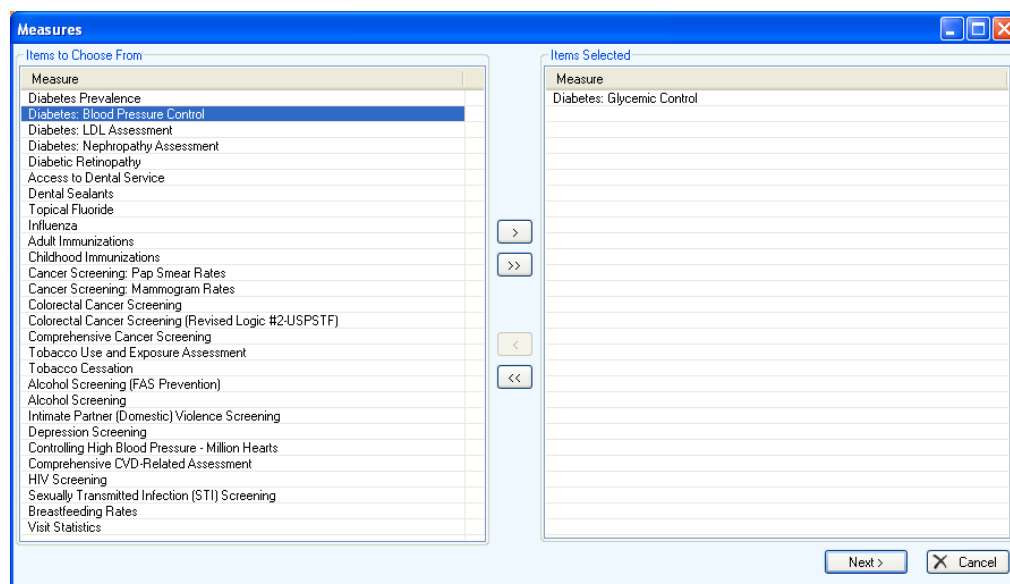 Measures
Items to Choose From
Measure
Diabetes Prevalence
Diabetes: Blood Pressure Control
Diabetes: LDL Assessment
Diabetes: Nephropathy Assessment
Diabetic Retinopathy
Access to Dental Service
Dental Sealants
Topical Fluoride
Influenza
Adult Immunizations
Childhood Immunizations
Cancer Screening: Pap Smear Rates
Cancer Screening: Mammogram Rates
Colorectal Cancer Screening
Colorectal Cancer Screening (Revised Logic #2-USPSTF)
Comprehensive Cancer Screening
Tobacco Use and Exposure Assessment
Tobacco Cessation
Alcohol Screening (FAS Prevention)
Alcohol Screening
Intimate Partner (Domestic) Violence Screening
Depression Screening
Controlling High Blood Pressure - Million Hearts
Comprehensive CVD-Related Assessment
HIV Screening
Sexually Transmitted Infection (STI) Screening
Breastfeeding Rates
Visit Statistics
>
>>
<
<<
Items Selected
Measure
Diabetes: Glycemic Control
Next >
Cancel